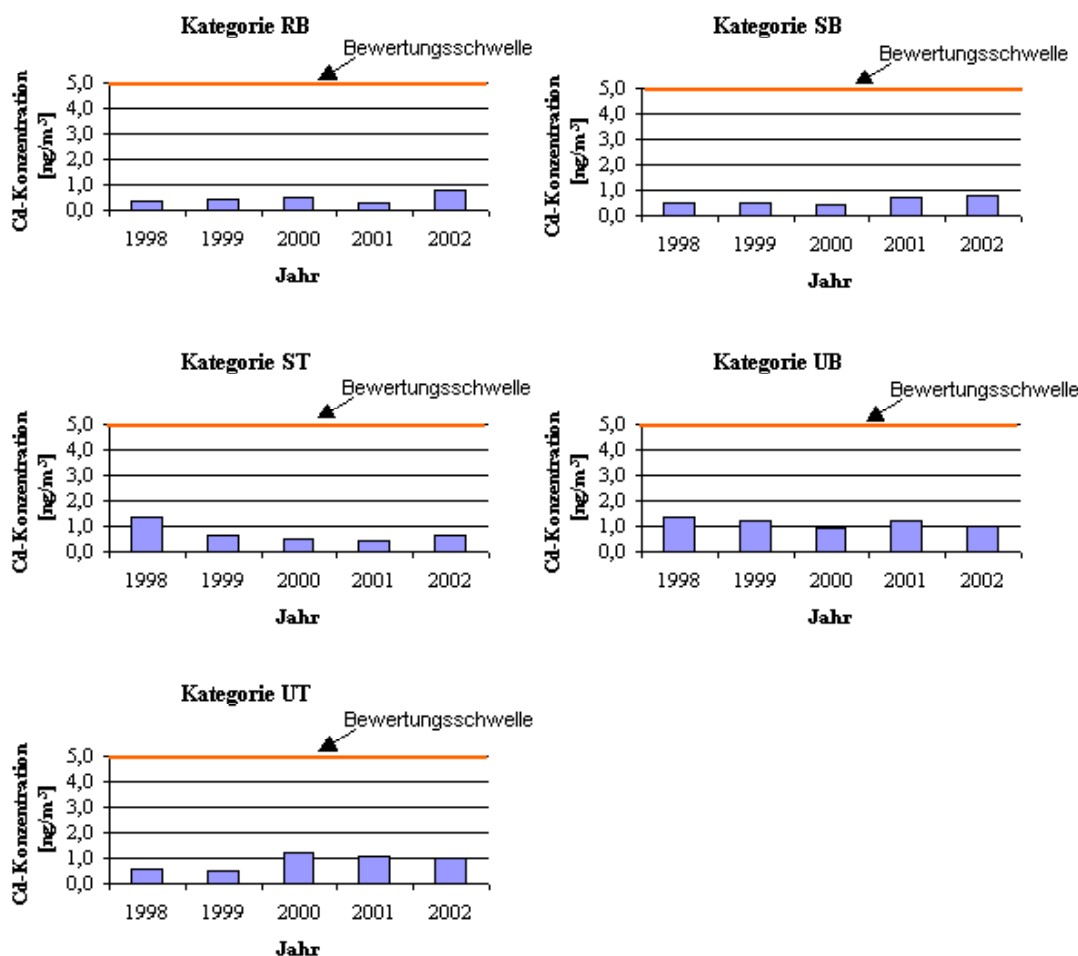 Kategorie RB
Bewertungsschwelle
Cd-Konzentration
[ng/m³]
5,0
4,0
3,0
2,0
1,0
0,0
1998 1999 2000 2001 2002
Jahr
Kategorie SB
Bewertungsschwelle
Cd-Konzentration
[ng/m³]
5,0
4,0
3,0
2,0
1,0
0,0
1998 1999 2000 2001 2002
Jahr
Kategorie ST
Bewertungsschwelle
Cd-Konzentration
[ng/m³]
5,0
4,0
3,0
2,0
1,0
0,0
1998 1999 2000 2001 2002
Jahr
Kategorie UB
Bewertungsschwelle
Cd-Konzentration
[ng/m³]
5,0
4,0
3,0
2,0
1,0
0,0
1998 1999 2000 2001 2002
Jahr
Kategorie UT
Bewertungsschwelle
Cd-Konzentration
[ng/m³]
5,0
4,0
3,0
2,0
1,0
0,0
1998 1999 2000 2001 2002
Jahr